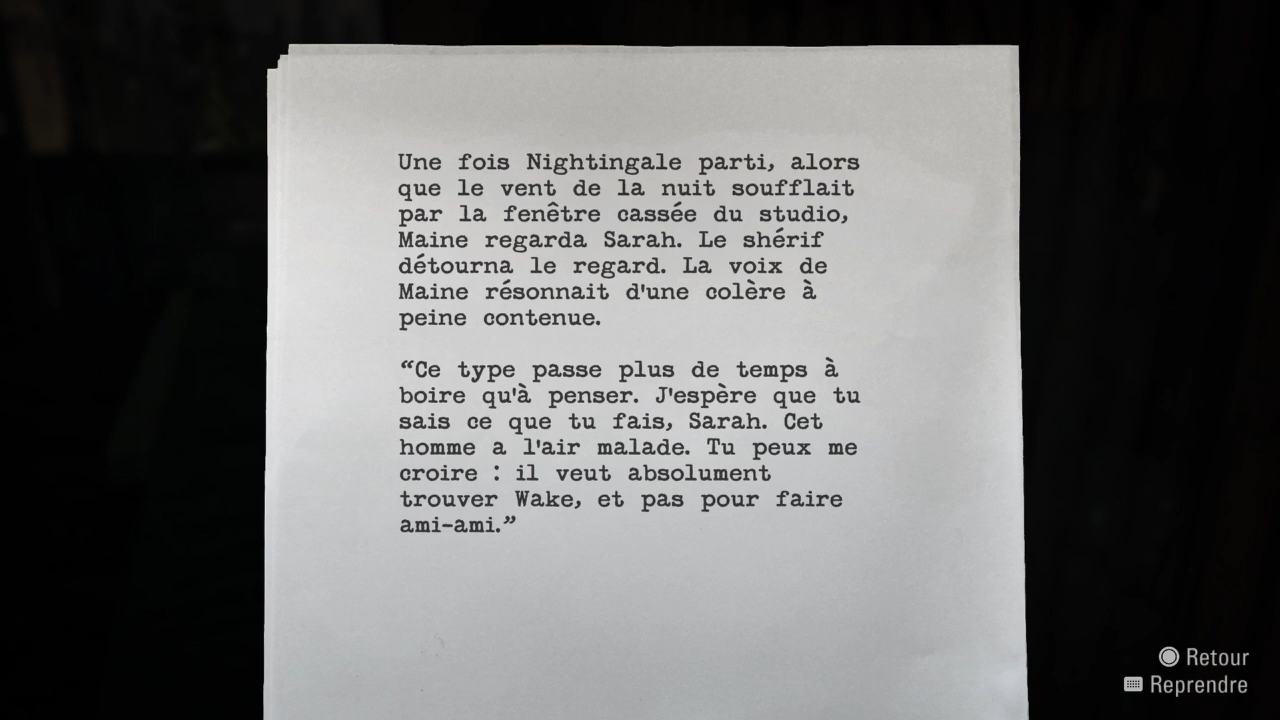 Une fois Nightingale parti, alors
que le vent de la nuit soufflait
par la fenêtre cassée du studio,
Maine regarda Sarah. Le shérif
détourna le regard. La voix de
Maine résonnait d'une colère à
peine contenue.
“Ce type passe plus de temps à
boire qu'à penser. J'espère que tu
sais ce que tu fais, Sarah. Cet
homme a l'air malade. Tu peux me
croire : il veut absolument
trouver Wake, et pas pour faire
ami-ami.”
Retour
Reprendre